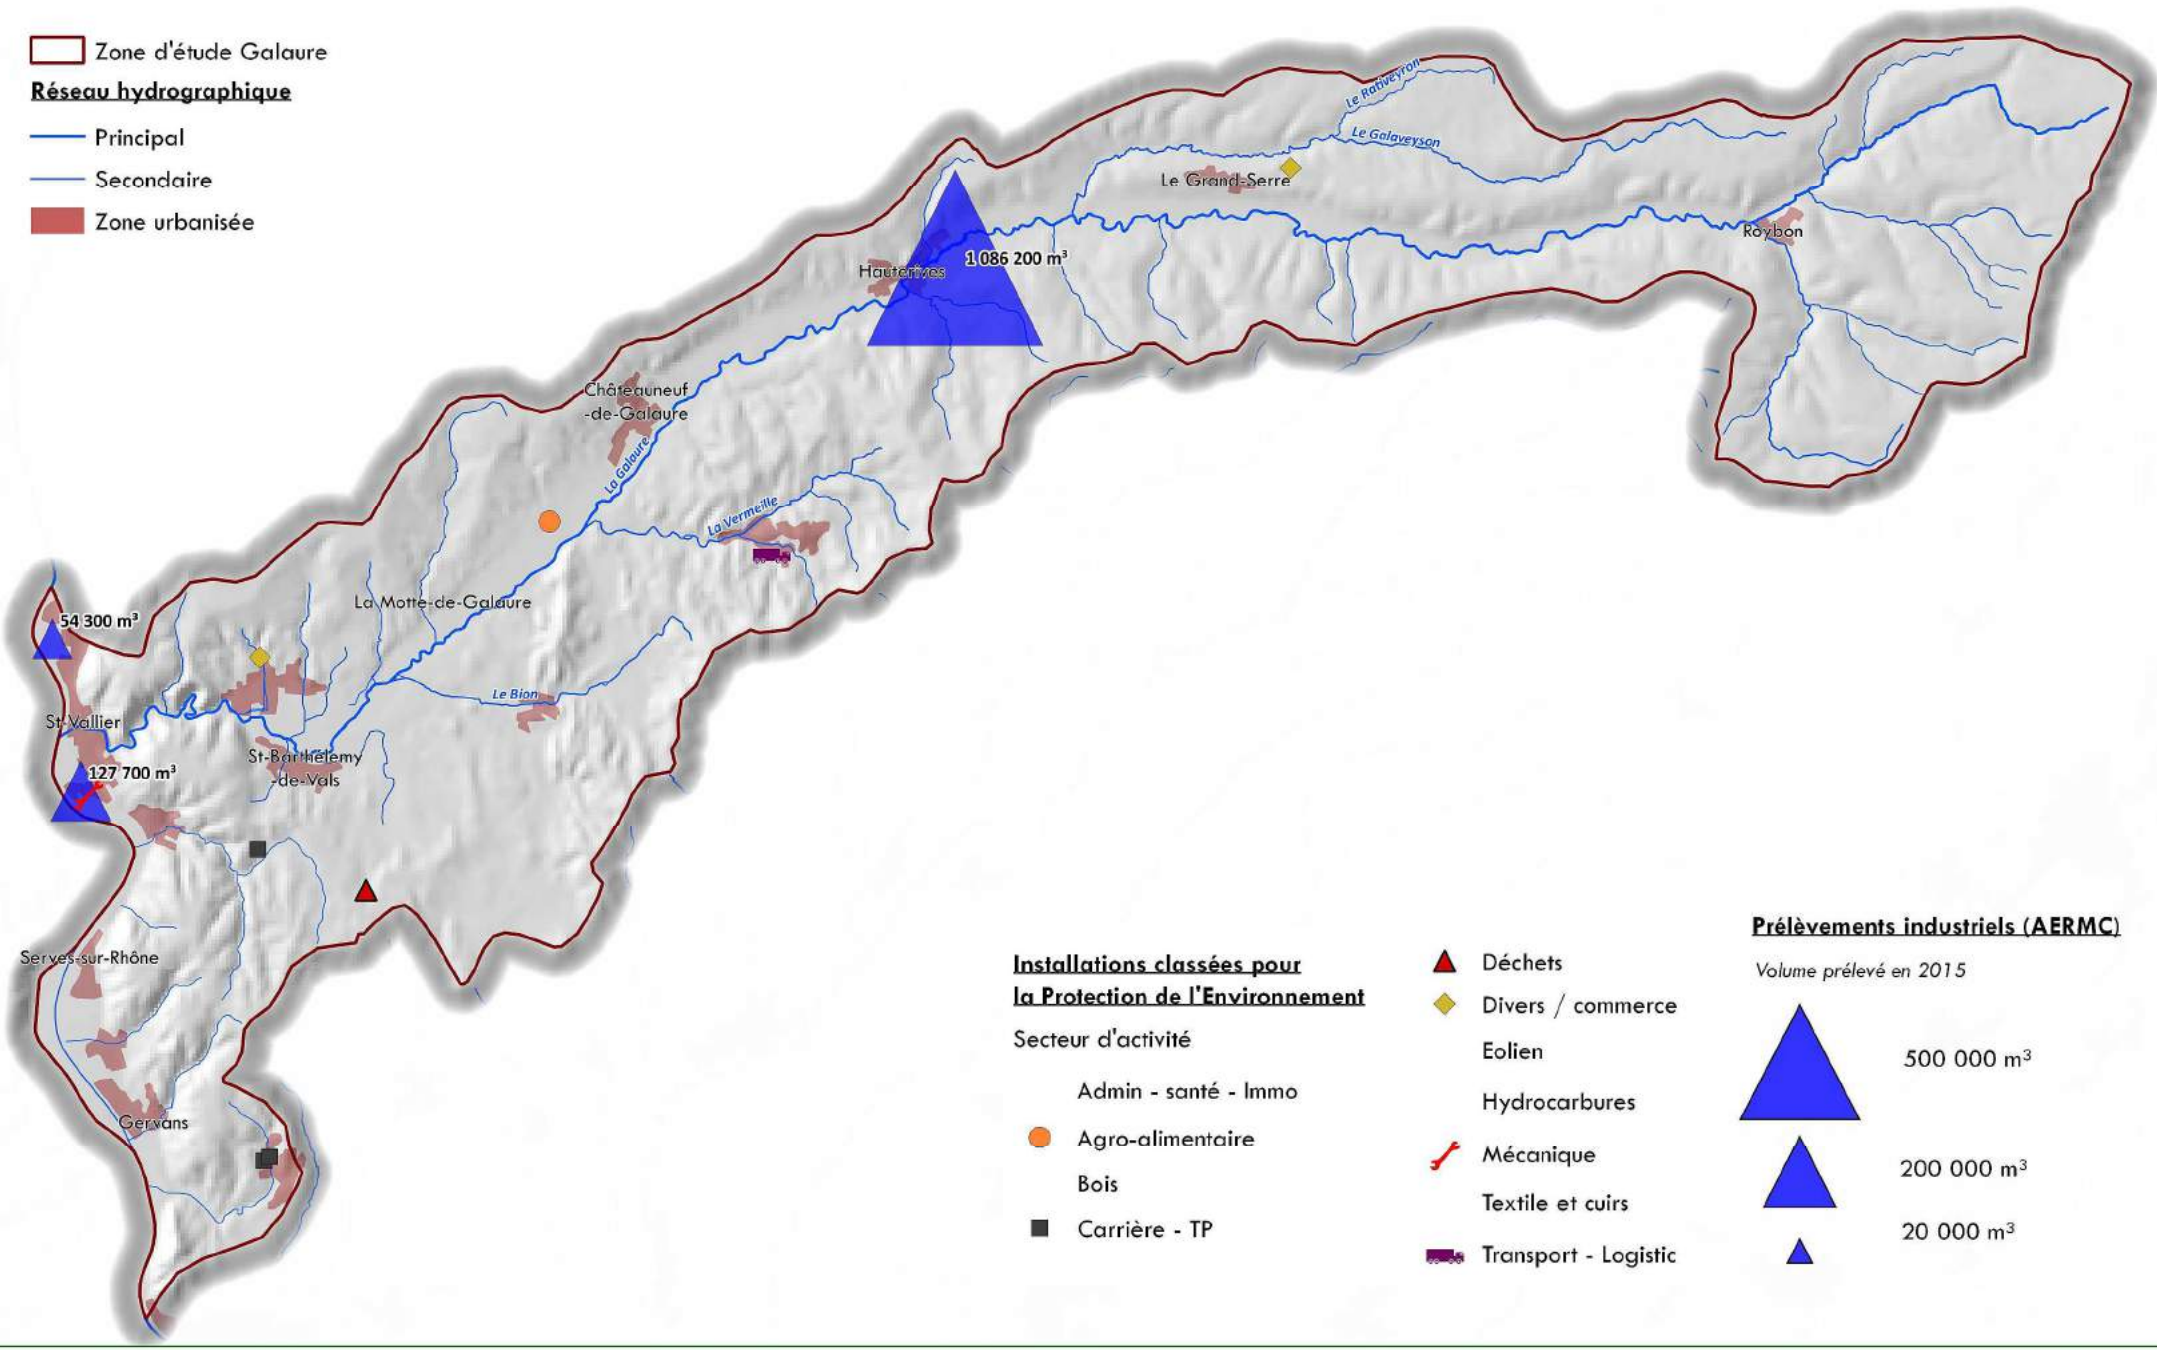 Zone d'étude Galaure
Réseau hydrographique
Principal
Secondaire
Zone urbanisée
Le Rativeyron
Le Galaveyson
Le Grand-Serre
Roybon
1 086 200 m³
Hauterives
Châteauneuf
-de-Galaure
La Galaure
La Vermeille
La Motte-de-Galaure
54 300 m³
Le Bion
St-Vallier
St-Barthélemy
-de-Vals
127 700 m³
Serves-sur-Rhône
Gervans
Installations classées pour
la Protection de l'Environnement
Secteur d'activité
Admin - santé - Immo
Agro-alimentaire
Bois
Carrière - TP
Déchets
Divers / commerce
Eolien
Hydrocarbures
Mécanique
Textile et cuirs
Transport - Logistic
Prélèvements industriels (AERMC)
Volume prélevé en 2015
500 000 m³
200 000 m³
20 000 m³